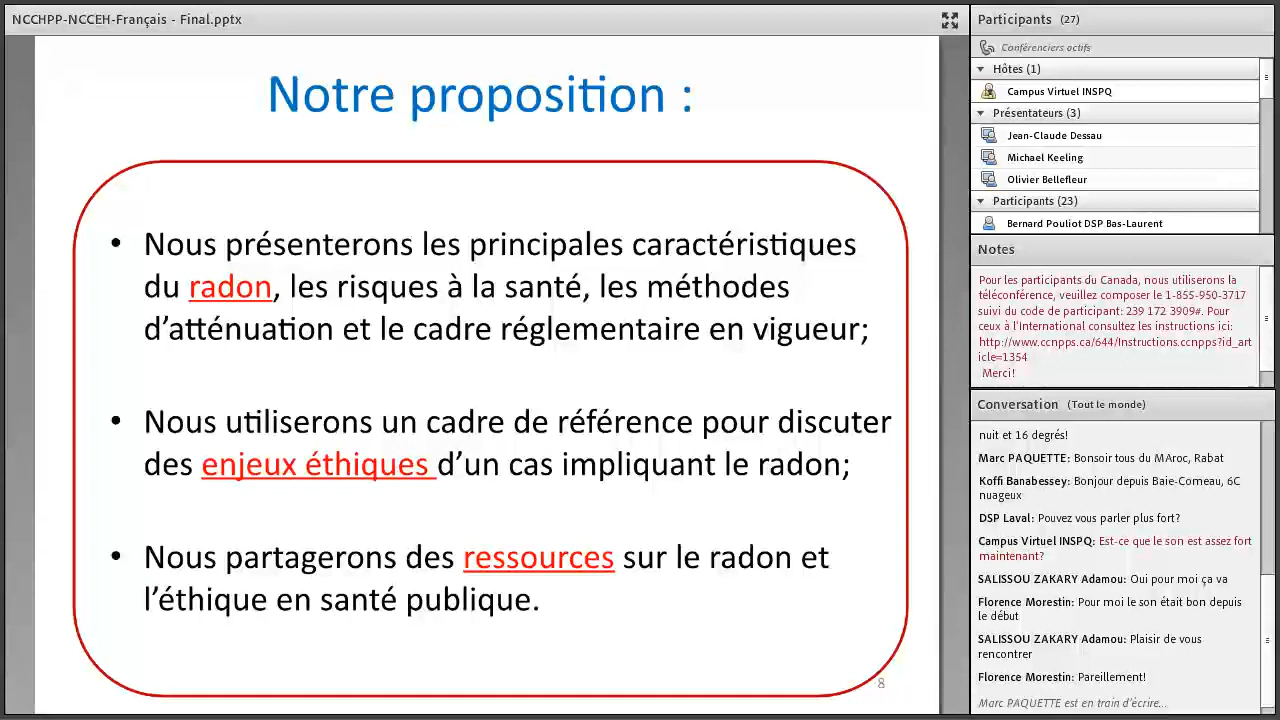 NCCHPP-NCCEH-Français - Final.pptx
Notre proposition :
• Nous présenterons les principales caractéristiques
du radon, les risques à la santé, les méthodes
d’atténuation et le cadre réglementaire en vigueur;
• Nous utiliserons un cadre de référence pour discuter
des enjeux éthiques d’un cas impliquant le radon;
• Nous partagerons des ressources sur le radon et
l’éthique en santé publique.
8
Participants (27)
Conférenciers actifs
Hôtes (1)
Campus Virtuel INSPQ
Présentateurs (3)
Jean-Claude Dessau
Michael Keeling
Olivier Bellefleur
Participants (23)
Bernard Pouliot DSP Bas-Laurent
Notes
Pour les participants du Canada, nous utiliserons la
téléconférence, veuillez composer le 1-855-950-3717
suivi du code de participant: 239 172 3909#. Pour
ceux à l'International consultez les instructions ici:
http://www.ccnpps.ca/644/Instructions.ccnpps?id_art
icle=1354
Merci!
Conversation (Tout le monde)
nuit et 16 degrés!
Marc PAQUETTE: Bonsoir tous du MAroc, Rabat
Koffi Banabessey: Bonjour depuis Baie-Comeau, 6C
nuageux
DSP Laval: Pouvez vous parler plus fort?
Campus Virtuel INSPQ: Est-ce que le son est assez fort
maintenant?
SALISSOU ZAKARY Adamou: Oui pour moi ça va
Florence Morestin: Pour moi le son était bon depuis
le début
SALISSOU ZAKARY Adamou: Plaisir de vous
rencontrer
Florence Morestin: Pareillement!
Marc PAQUETTE est en train d'écrire...